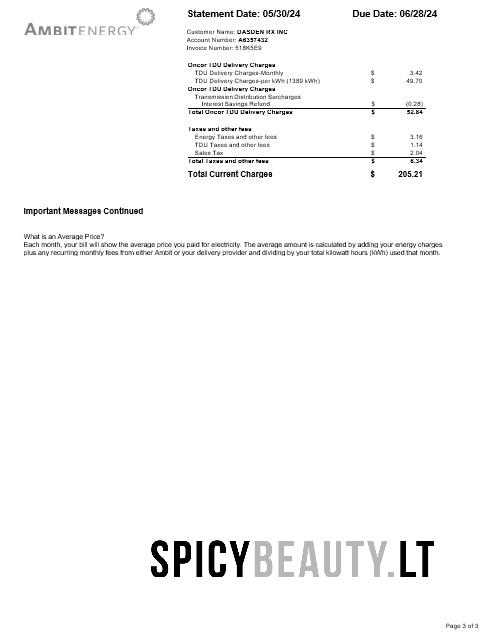 AMBITENERGY
Statement Date: 05/30/24 Due Date: 06/28/24
Customer Name: DASDEN RX INC
Account Number: A6357432
Invoice Number: 518K5E9
Oncor TDU Delivery Charges
TDU Delivery Charges-Monthly $ 3.42
TDU Delivery Charges-per kWh (1389 kWh) $ 49.70
Oncor TDU Delivery Charges
Transmission Distribution Surcharges
Interest Savings Refund $ (0.28)
Total Oncor TDU Delivery Charges $ 52.84
Taxes and other fees
Energy Taxes and other fees $ 3.16
TDU Taxes and other fees $ 1.14
Sales Tax $ 2.04
Total Taxes and other fees $ 6.34
Total Current Charges $ 205.21
Important Messages Continued
What is an Average Price?
Each month, your bill will show the average price you paid for electricity. The average amount is calculated by adding your energy charges
plus any recurring monthly fees from either Ambit or your delivery provider and dividing by your total kilowatt hours (kWh) used that month.
SPICYBEAUTY.LT
Page 3 of 3